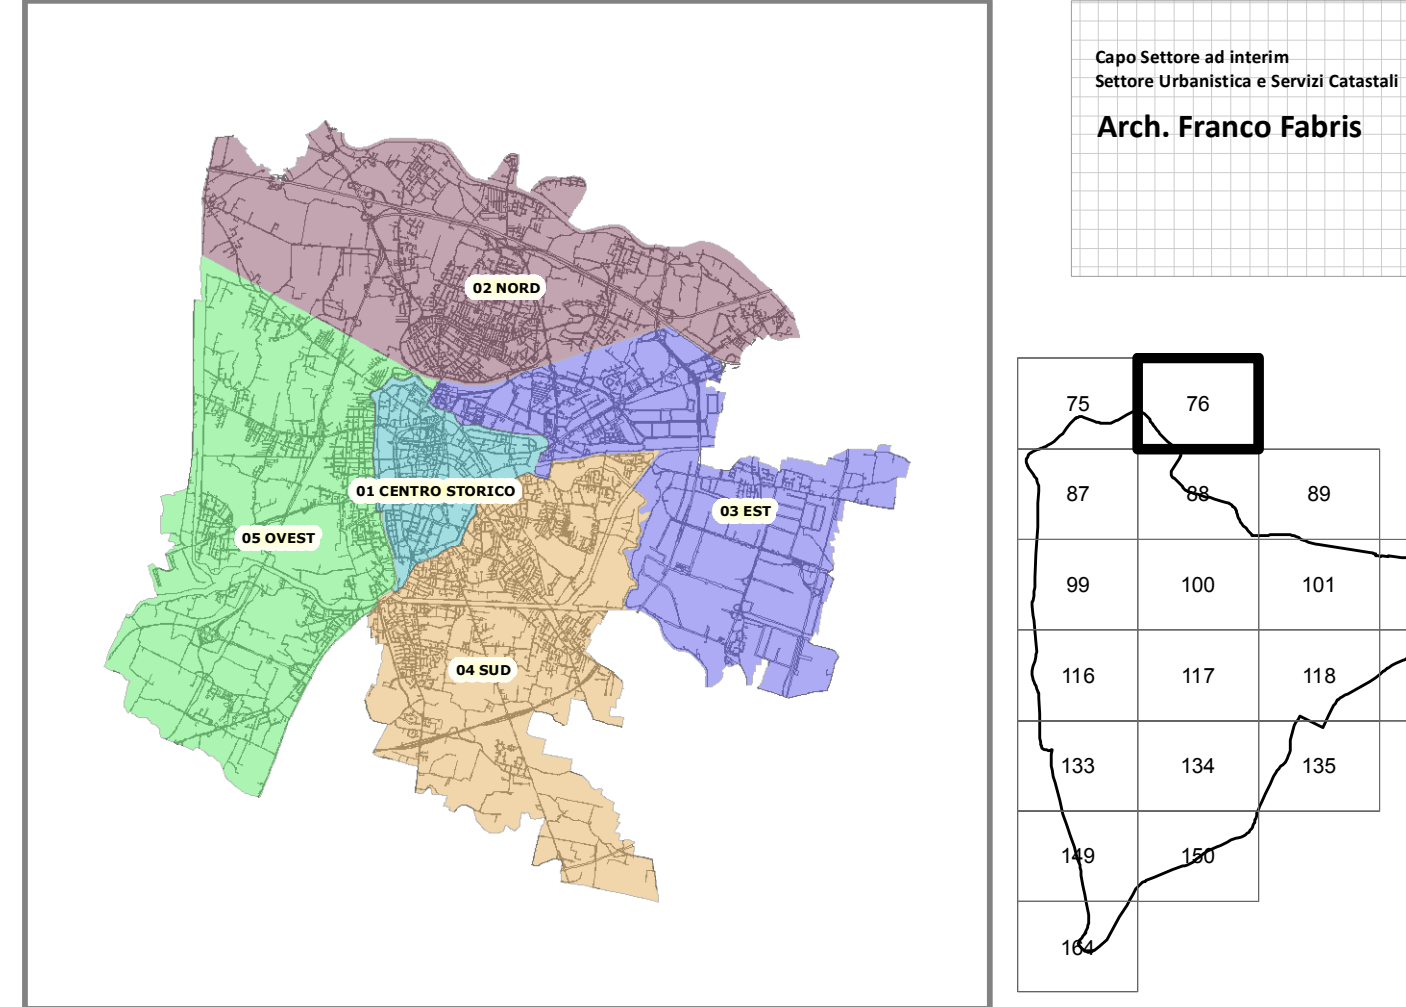 Capo Settore ad interim
Settore Urbanistica e Servizi Catastali
Arch. Franco Fabris
02 NORD
01 CENTRO STORICO
03 EST
05 OVEST
04 SUD
75 76
87 88 89
99 100 101
116 117 118
133 134 135
149 150
164